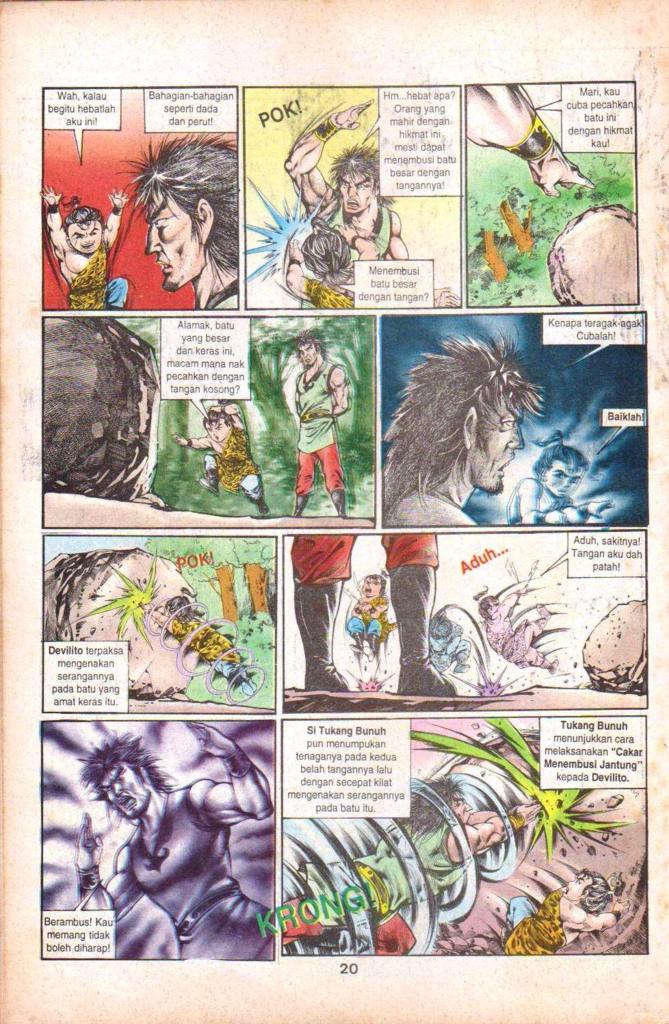 Wah, kalau
begitu hebatlah
aku ini!
Bahagian-bahagian
seperti dada
dan perut!
POK!
Hm...hebat apa?
Orang yang
mahir dengan
hikmat ini
mesti dapat
menembusi batu
besar dengan
tangannya!
Menembusi
batu besar
dengan tangan?
Mari, kau
cuba pecahkan
batu ini
dengan hikmat
kau!
Alamak, batu
yang besar
dan keras ini,
macam mana nak
pecahkan dengan
tangan kosong?
Kenapa teragak-agak!
Cubalah!
Baiklah!
POK!
Devilito terpaksa
mengenakan
serangannya
pada batu yang
amat keras itu.
Aduh...
Aduh, sakitnya!
Tangan aku dah
patah!
Berambus! Kau
memang tidak
boleh diharap!
Si Tukang Bunuh
pun menumpukan
tenaganya pada kedua
belah tangannya lalu
dengan secepat kilat
mengenakan serangannya
pada batu itu.
Tukang Bunuh
menunjukkan cara
melaksanakan "Cakar
Menembusi Jantung"
kepada Devilito.
KRONG!
20